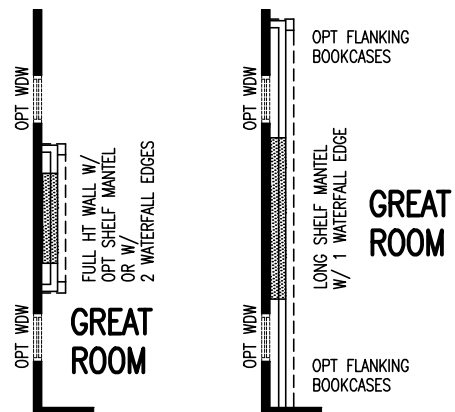 OPT WDW
FULL HT WALL W/
OPT SHELF MANTEL
OR W/
2 WATERFALL EDGES
OPT WDW
GREAT
ROOM
OPT FLANKING
BOOKCASES
OPT WDW
LONG SHELF MANTEL
W/ 1 WATERFALL EDGE
GREAT
ROOM
OPT WDW
OPT FLANKING
BOOKCASES